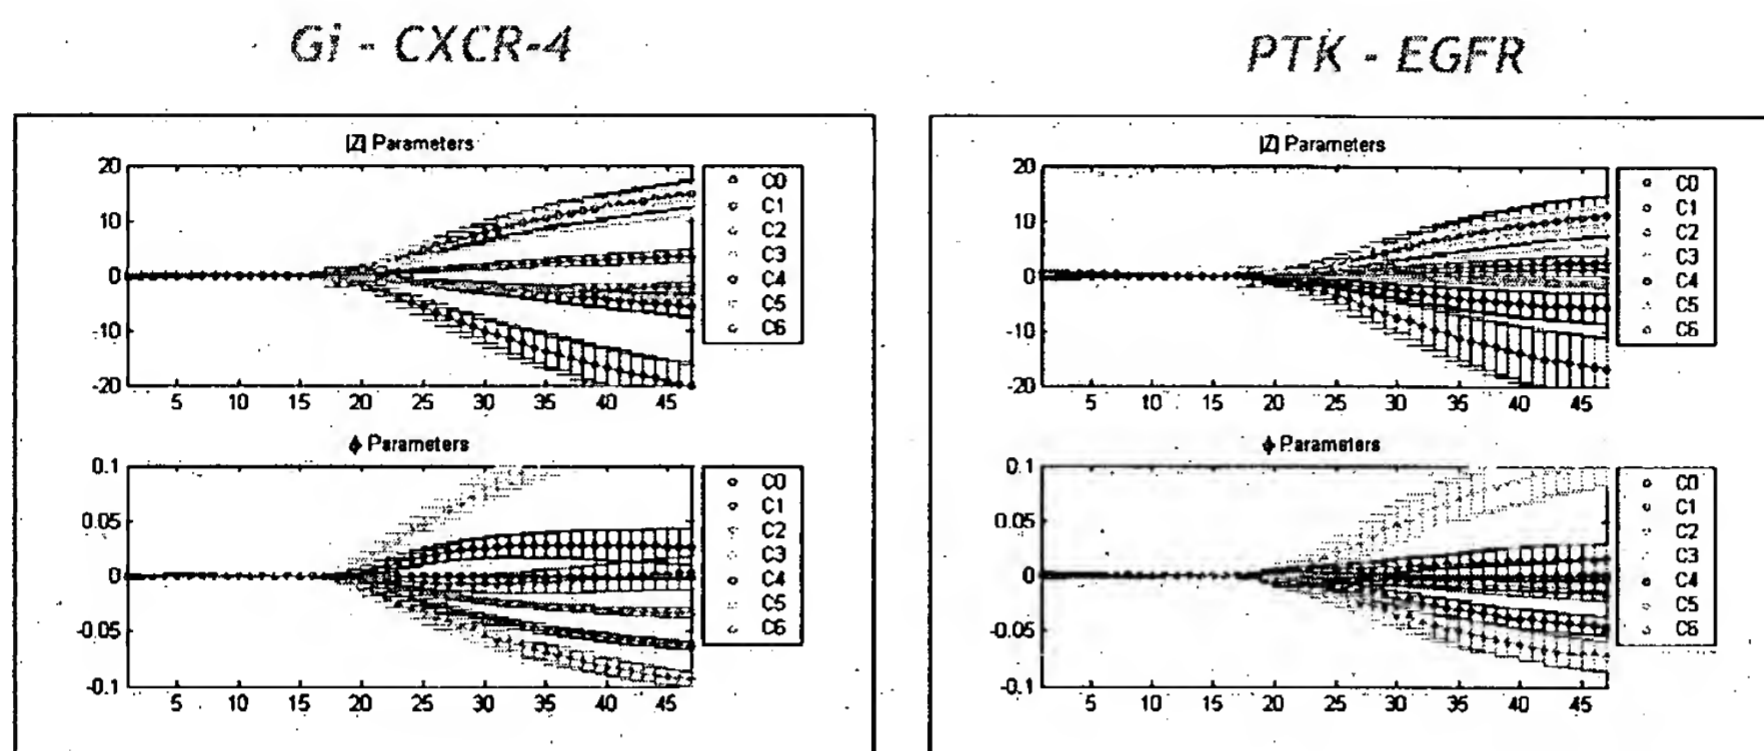 Gi - CXCR-4
|Z| Parameters
20
10
0
-10
-20
5 10 15 20 25 30 35 40 45
C0
C1
C2
C3
C4
C5
C6
ϕ Parameters
0.1
0.05
0
-0.05
-0.1
5 10 15 20 25 30 35 40 45
C0
C1
C2
C3
C4
C5
C6
PTK - EGFR
|Z| Parameters
20
10
0
-10
-20
5 10 15 20 25 30 35 40 45
C0
C1
C2
C3
C4
C5
C6
ϕ Parameters
0.1
0.05
0
-0.05
-0.1
5 10 15 20 25 30 35 40 45
C0
C1
C2
C3
C4
C5
C6